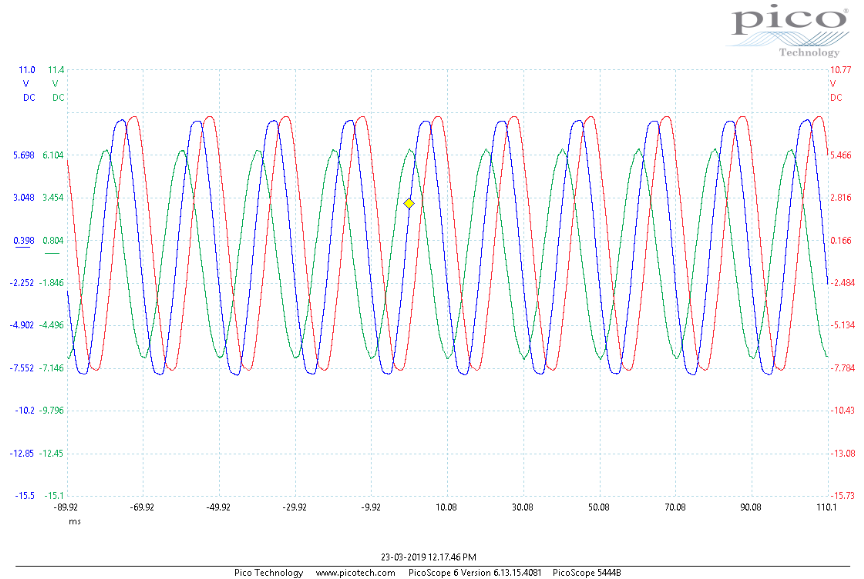 pico
Technology
11.0 11.4 10.77
V V V
DC DC DC
5.698 6.104 5.466
3.048 3.454 2.816
0.398 0.804 0.166
-2.252 -1.846 -2.484
-4.902 -4.496 -5.134
-7.552 -7.146 -7.784
-10.2 -9.796 -10.43
-12.85 -12.45 -13.08
-15.5 -15.1 -15.73
-89.92 -69.92 -49.92 -29.92 -9.92 10.08 30.08 50.08 70.08 90.08 110.1
ms
23-03-2019 12.17.46 PM
Pico Technology www.picotech.com PicoScope 6 Version 6.13.15.4081 PicoScope 5444B